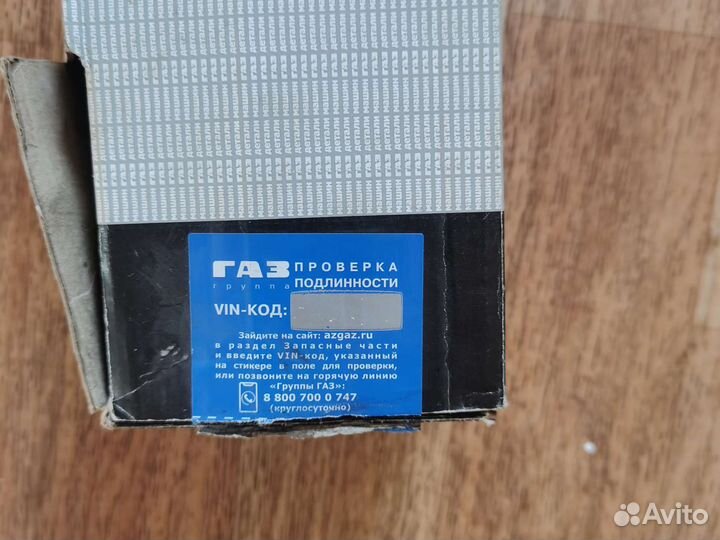 ГАЗ группа ПРОВЕРКА ПОДЛИННОСТИ
VIN-КОД:
Зайдите на сайт: azgaz.ru
в раздел Запасные части
и введите VIN-код, указанный
на стикере в поле для проверки,
или позвоните на горячую линию
«Группы ГАЗ»:
8 800 700 0 747
(круглосуточно)
Avito